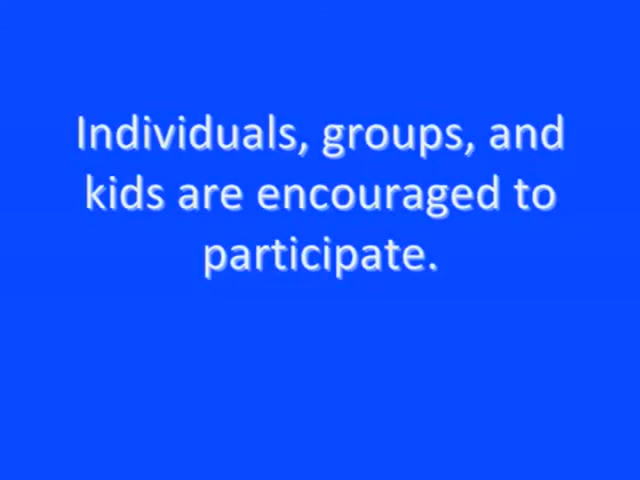 Individuals, groups, and
kids are encouraged to
participate.